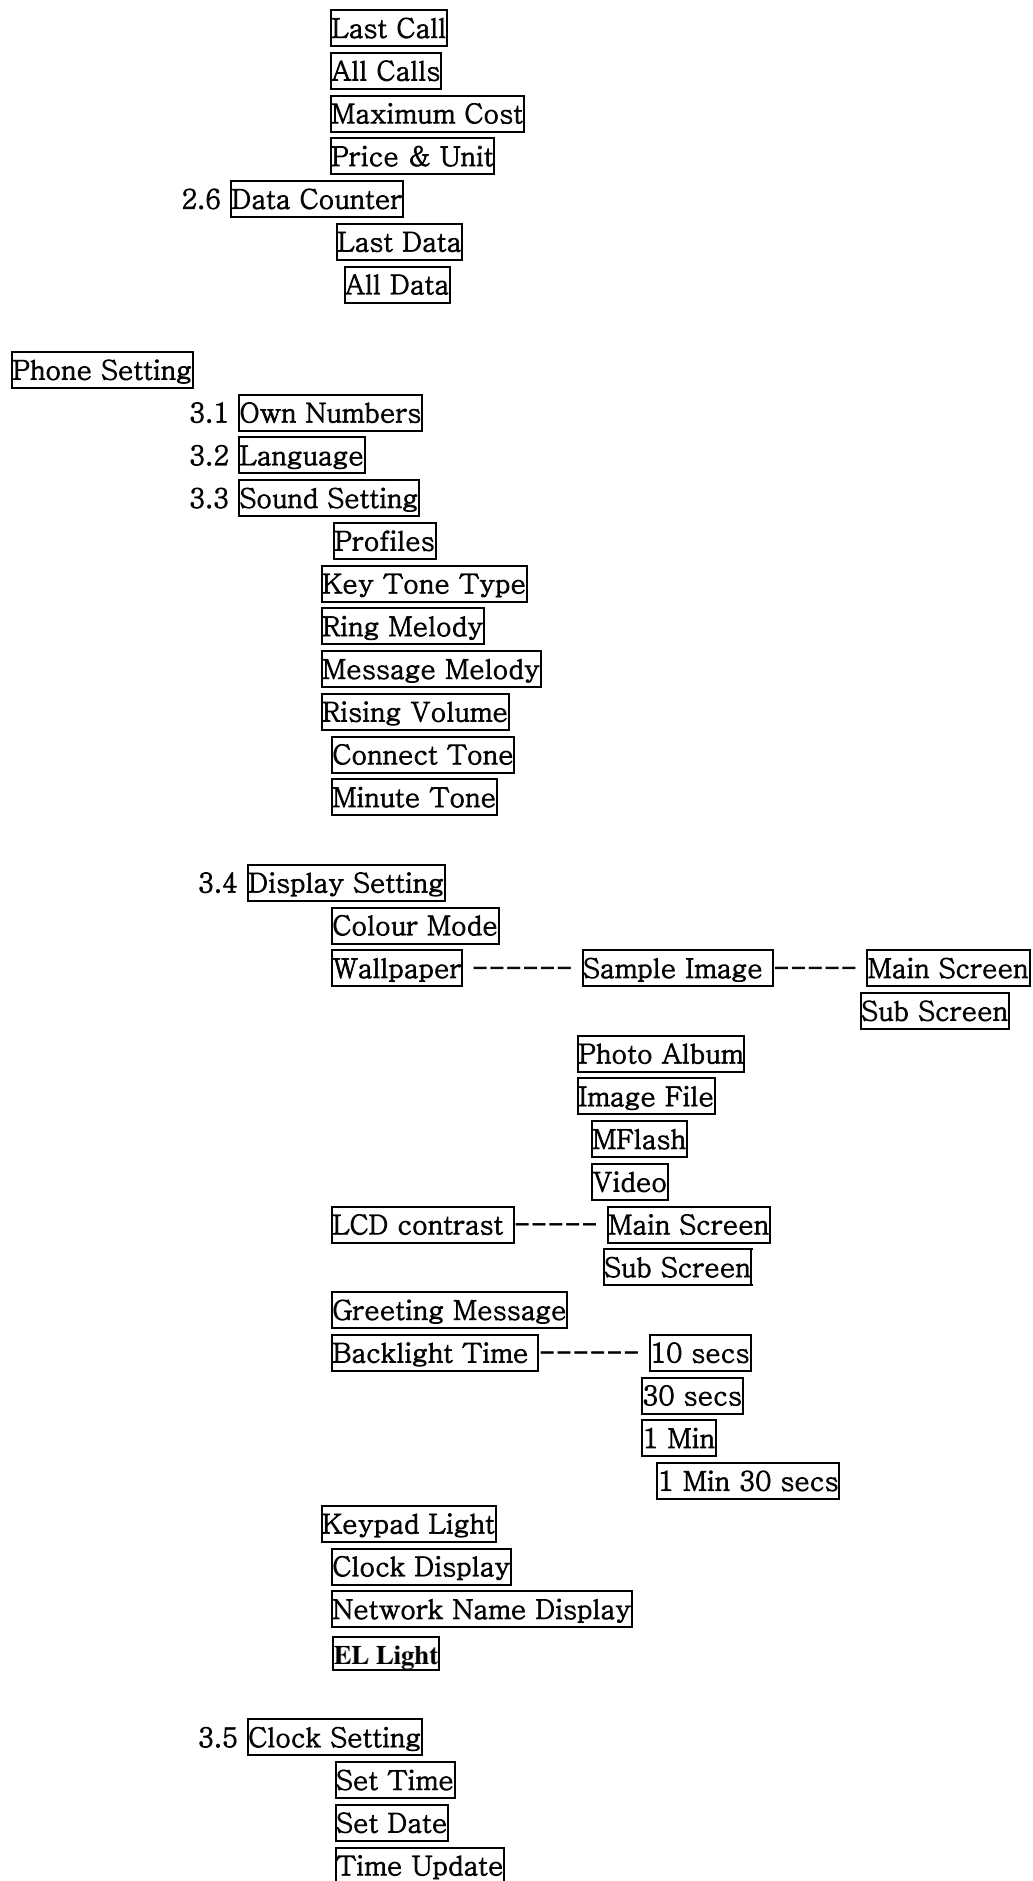 Last Call
All Calls
Maximum Cost
Price & Unit
2.6 Data Counter
Last Data
All Data
Phone Setting
3.1 Own Numbers
3.2 Language
3.3 Sound Setting
Profiles
Key Tone Type
Ring Melody
Message Melody
Rising Volume
Connect Tone
Minute Tone
3.4 Display Setting
Colour Mode
Wallpaper ------ Sample Image ----- Main Screen
Sub Screen
Photo Album
Image File
MFlash
Video
LCD contrast ----- Main Screen
Sub Screen
Greeting Message
Backlight Time ------ 10 secs
30 secs
1 Min
1 Min 30 secs
Keypad Light
Clock Display
Network Name Display
EL Light
3.5 Clock Setting
Set Time
Set Date
Time Update